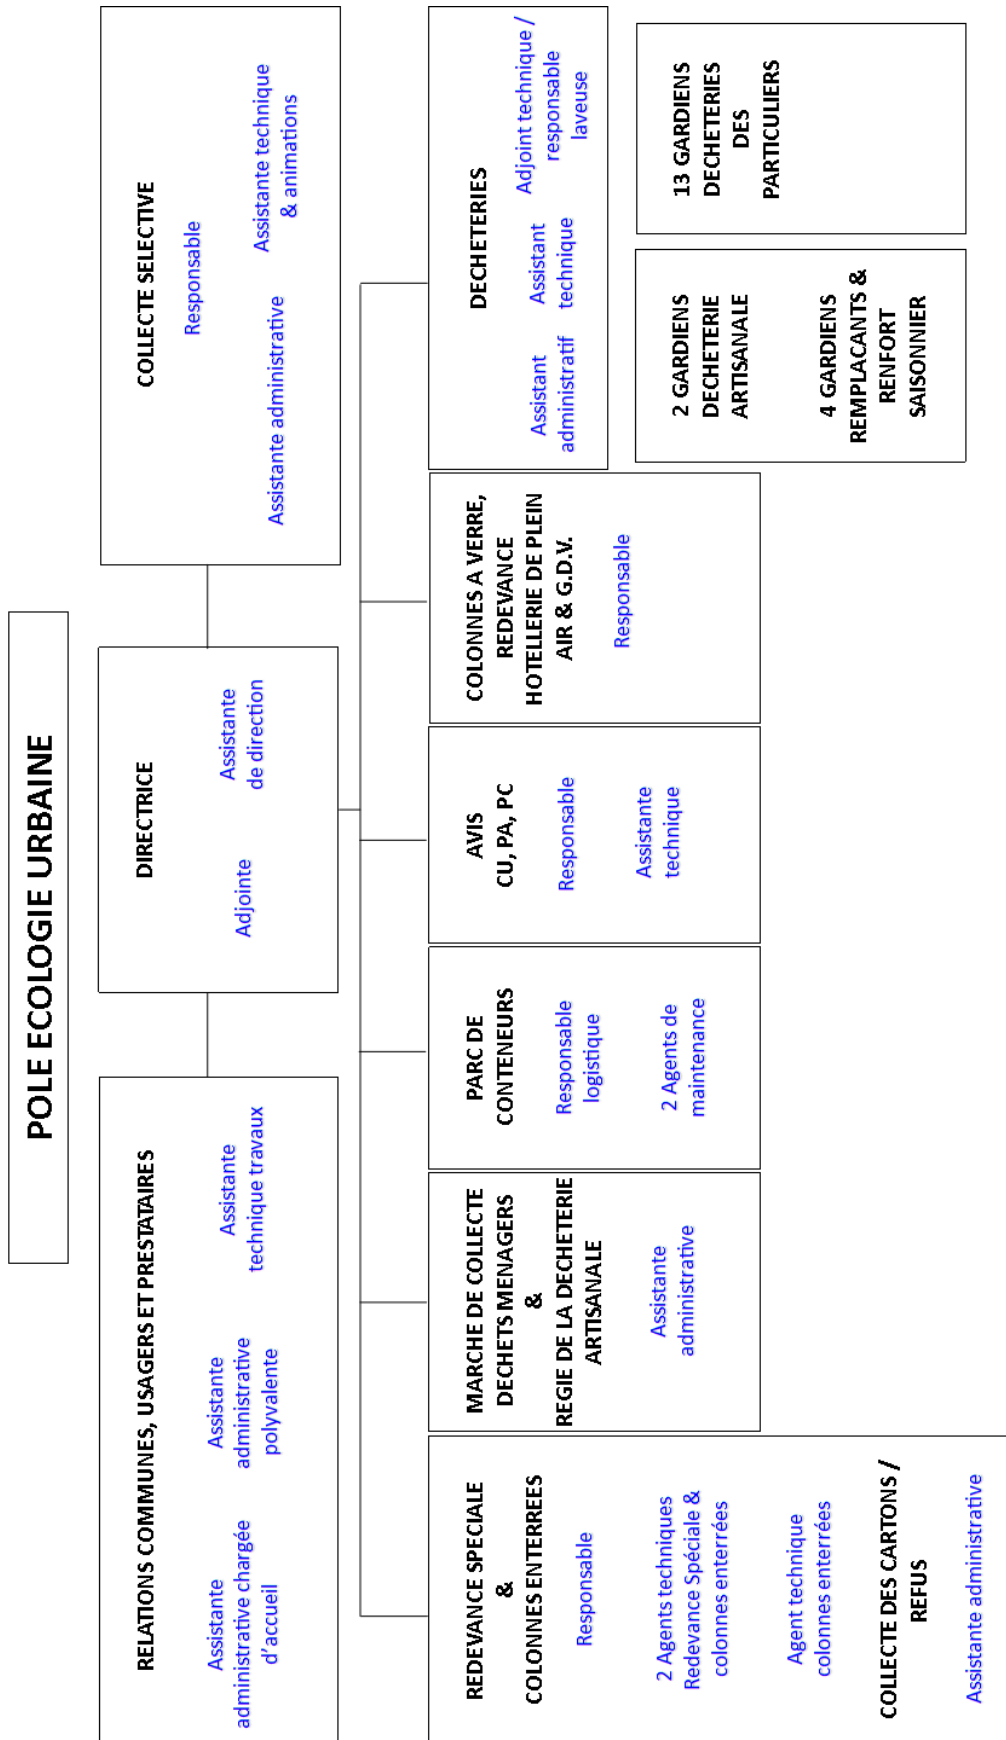 POLE ECOLOGIE URBAINE
RELATIONS COMMUNES, USAGERS ET PRESTATAIRES
Assistante
administrative chargée
d'accueil
Assistante
administrative
polyvalente
Assistante
technique travaux
DIRECTRICE
Adjointe
Assistante
de direction
COLLECTE SELECTIVE
Responsable
Assistante administrative
Assistante technique
& animations
REDEVANCE SPECIALE
&
COLONNES ENTERREES
Responsable
2 Agents techniques
Redevance Spéciale &
colonnes enterrées
Agent technique
colonnes enterrées
COLLECTE DES CARTONS /
REFUS
Assistante administrative
MARCHE DE COLLECTE
DECHETS MENAGERS
&
REGIE DE LA DECHETERIE
ARTISANALE
Assistante
administrative
PARC DE
CONTENEURS
Responsable
logistique
2 Agents de
maintenance
AVIS
CU, PA, PC
Responsable
Assistante
technique
COLONNES A VERRE,
REDEVANCE
HOTELLERIE DE PLEIN
AIR & G.D.V.
Responsable
DECHETERIES
Assistant
administratif
Assistant
technique
Adjoint technique /
responsable
laveuse
2 GARDIENS
DECHETERIE
ARTISANALE
4 GARDIENS
REMPLACANTS &
RENFORT
SAISONNIER
13 GARDIENS
DECHETERIES
DES
PARTICULIERS